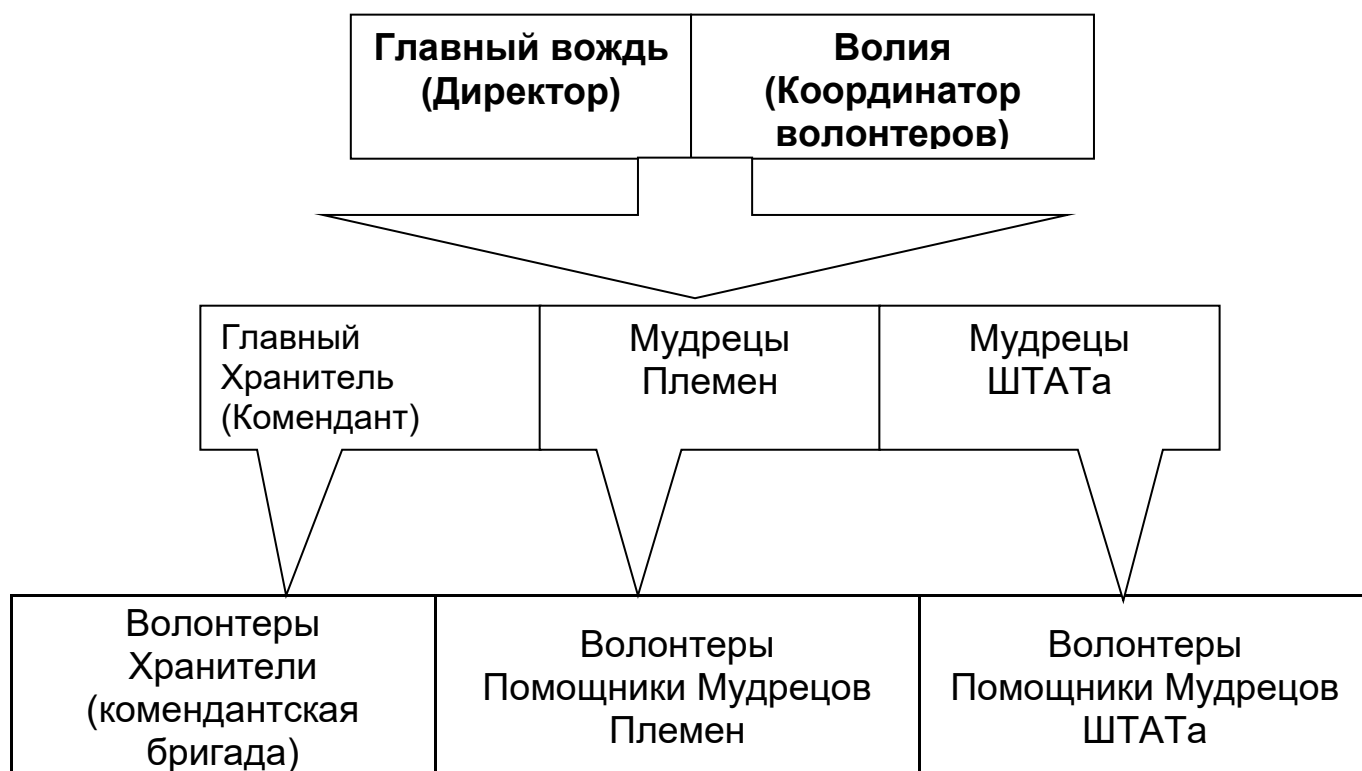 Главный вождь
(Директор)
Волия
(Координатор
волонтеров)
Главный
Хранитель
(Комендант)
Мудрецы
Племен
Мудрецы
ШТАТа
Волонтеры
Хранители
(комендантская
бригада)
Волонтеры
Помощники Мудрецов
Племен
Волонтеры
Помощники Мудрецов
ШТАТа